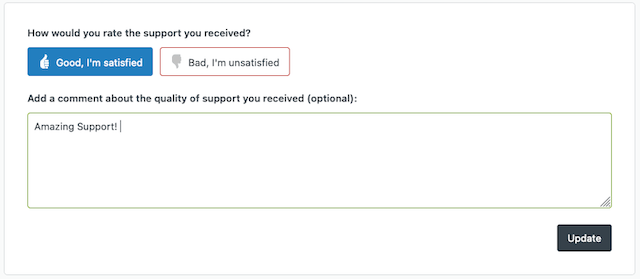 How would you rate the support you received?
Good, I'm satisfied
Bad, I'm unsatisfied
Add a comment about the quality of support you received (optional):
Amazing Support!
Update